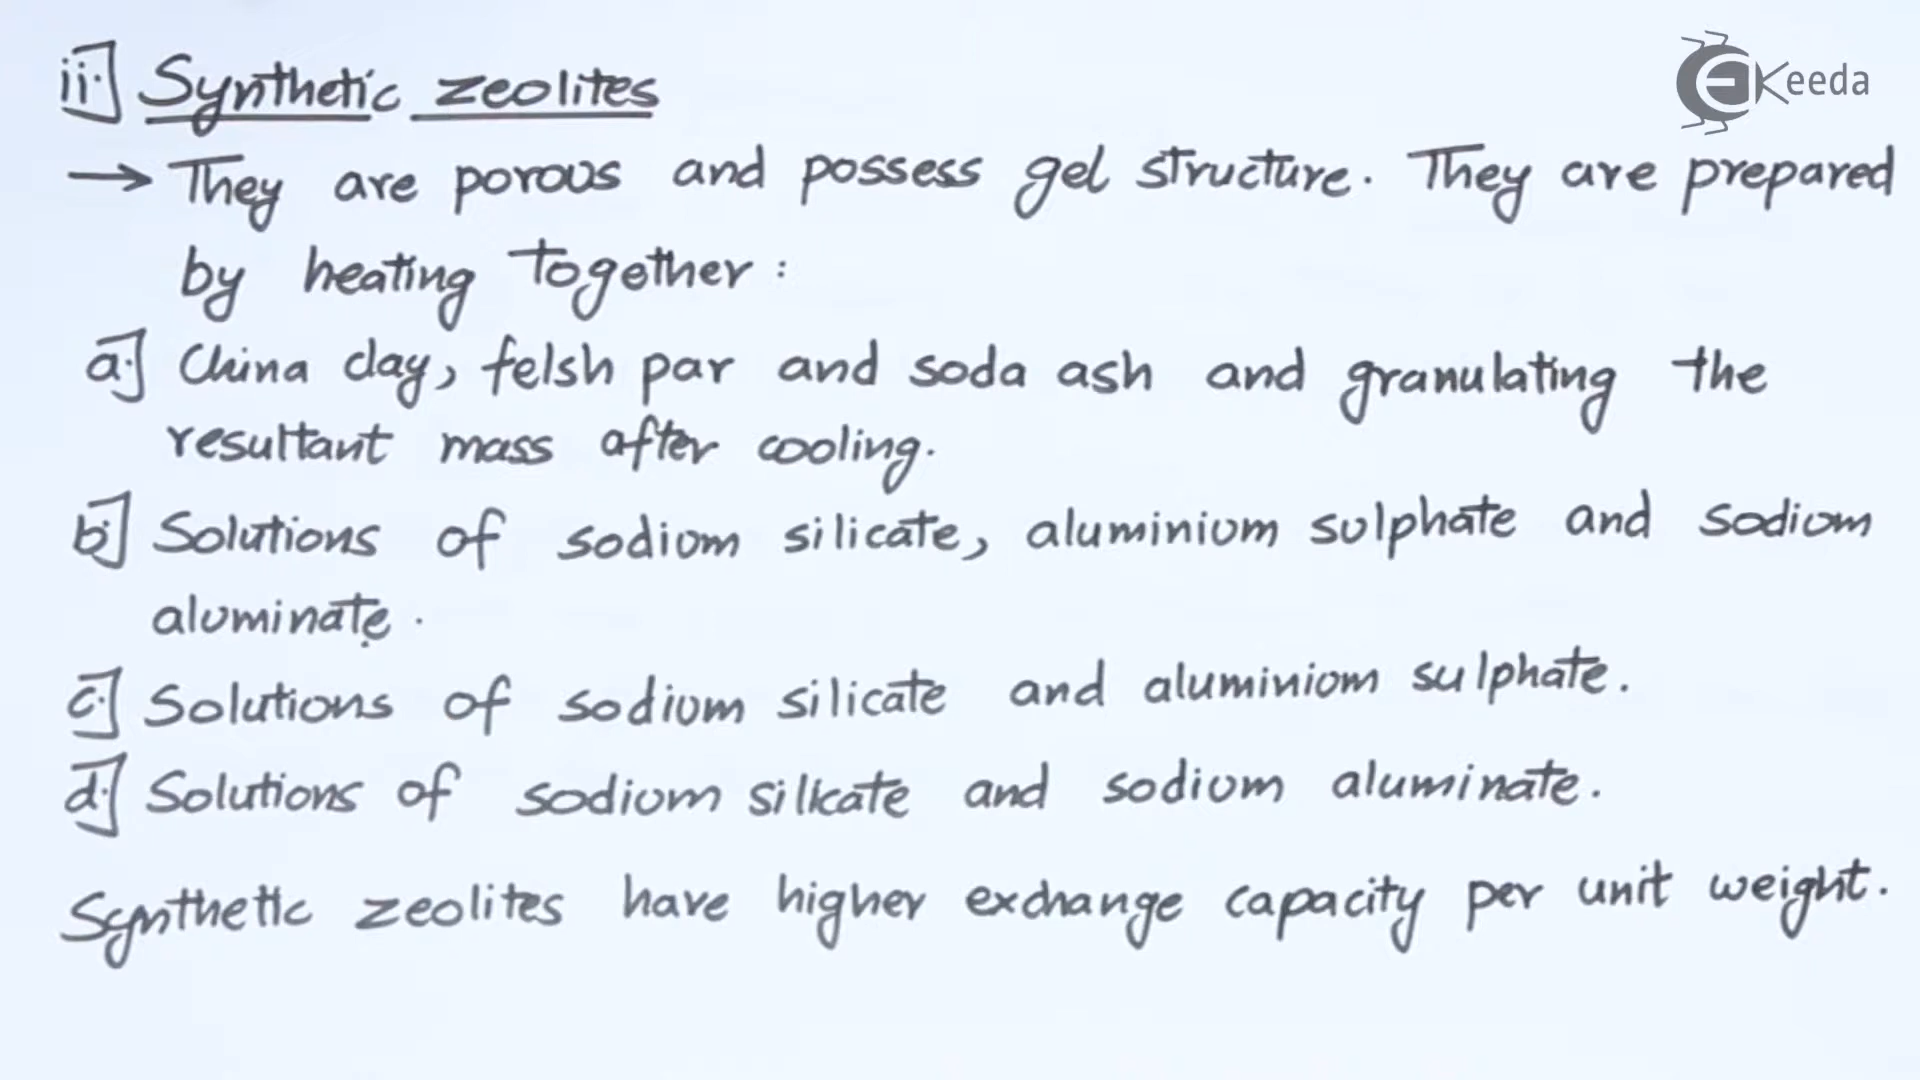 ii.] Synthetic zeolites
EKeeda
→ They are porous and possess gel structure. They are prepared
by heating together :
a.] China clay, felsh par and soda ash and granulating the
resultant mass after cooling.
b.] Solutions of sodium silicate, aluminium sulphate and sodium
aluminate.
c.] Solutions of sodium silicate and aluminium sulphate.
d.] Solutions of sodium silicate and sodium aluminate.
Synthetic zeolites have higher exchange capacity per unit weight.